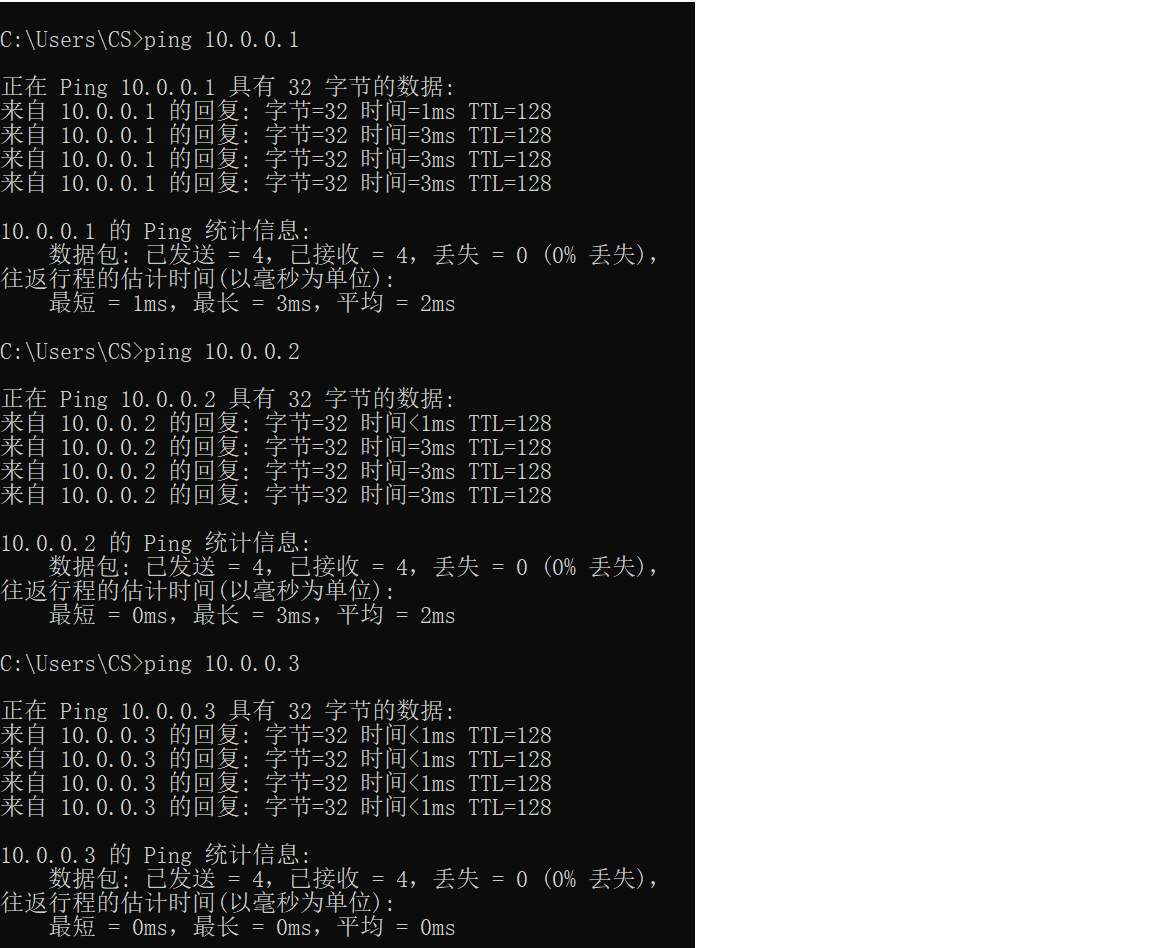 C:\Users\CS>ping 10.0.0.1
正在 Ping 10.0.0.1 具有 32 字节的数据:
来自 10.0.0.1 的回复: 字节=32 时间=1ms TTL=128
来自 10.0.0.1 的回复: 字节=32 时间=3ms TTL=128
来自 10.0.0.1 的回复: 字节=32 时间=3ms TTL=128
来自 10.0.0.1 的回复: 字节=32 时间=3ms TTL=128
10.0.0.1 的 Ping 统计信息:
    数据包: 已发送 = 4，已接收 = 4，丢失 = 0 (0% 丢失)，
往返行程的估计时间(以毫秒为单位):
    最短 = 1ms，最长 = 3ms，平均 = 2ms
C:\Users\CS>ping 10.0.0.2
正在 Ping 10.0.0.2 具有 32 字节的数据:
来自 10.0.0.2 的回复: 字节=32 时间<1ms TTL=128
来自 10.0.0.2 的回复: 字节=32 时间=3ms TTL=128
来自 10.0.0.2 的回复: 字节=32 时间=3ms TTL=128
来自 10.0.0.2 的回复: 字节=32 时间=3ms TTL=128
10.0.0.2 的 Ping 统计信息:
    数据包: 已发送 = 4，已接收 = 4，丢失 = 0 (0% 丢失)，
往返行程的估计时间(以毫秒为单位):
    最短 = 0ms，最长 = 3ms，平均 = 2ms
C:\Users\CS>ping 10.0.0.3
正在 Ping 10.0.0.3 具有 32 字节的数据:
来自 10.0.0.3 的回复: 字节=32 时间<1ms TTL=128
来自 10.0.0.3 的回复: 字节=32 时间<1ms TTL=128
来自 10.0.0.3 的回复: 字节=32 时间<1ms TTL=128
来自 10.0.0.3 的回复: 字节=32 时间<1ms TTL=128
10.0.0.3 的 Ping 统计信息:
    数据包: 已发送 = 4，已接收 = 4，丢失 = 0 (0% 丢失)，
往返行程的估计时间(以毫秒为单位):
    最短 = 0ms，最长 = 0ms，平均 = 0ms